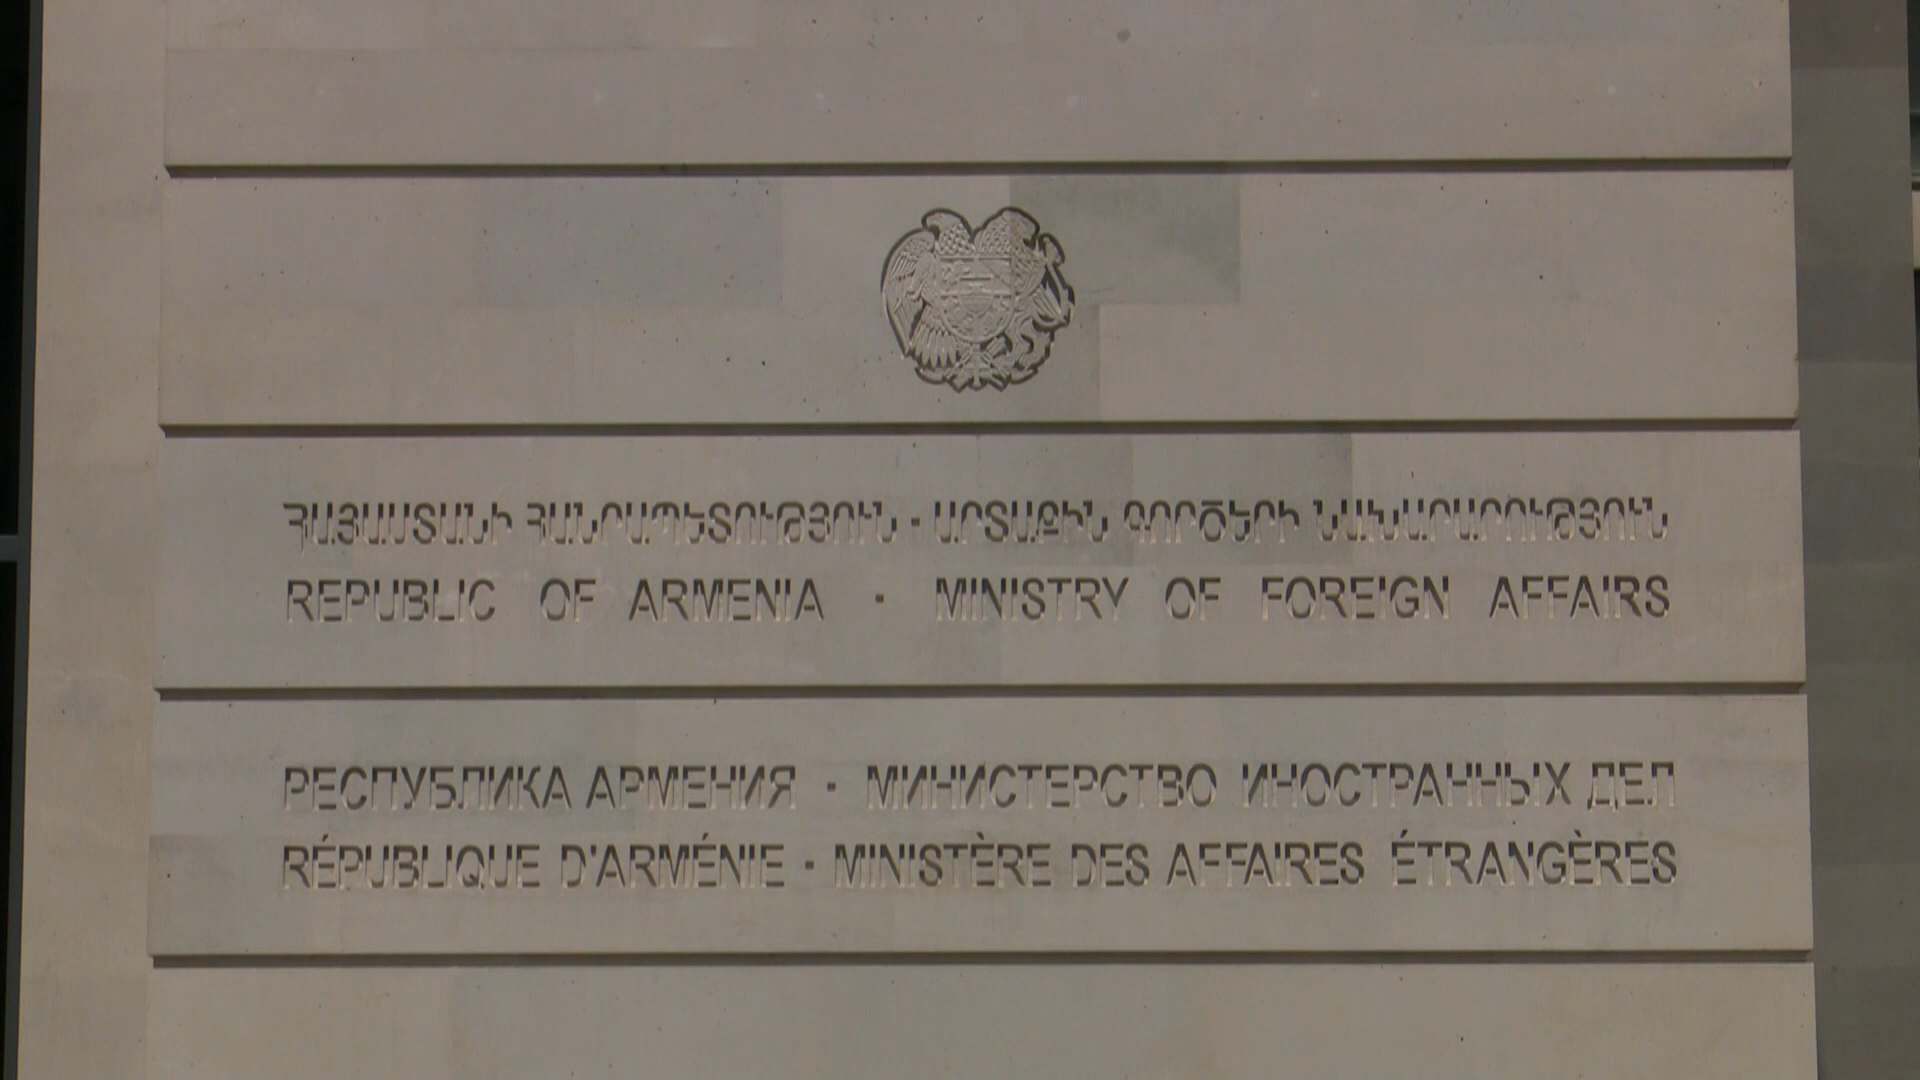 ՀԱՅԱՍՏԱՆԻ ՀԱՆՐԱՊԵՏՈՒԹՅՈՒՆ · ԱՐՏԱՔԻՆ ԳՈՐԾԵՐԻ ՆԱԽԱՐԱՐՈՒԹՅՈՒՆ
REPUBLIC OF ARMENIA · MINISTRY OF FOREIGN AFFAIRS
РЕСПУБЛИКА АРМЕНИЯ · МИНИСТЕРСТВО ИНОСТРАННЫХ ДЕЛ
RÉPUBLIQUE D'ARMÉNIE · MINISTÈRE DES AFFAIRES ÉTRANGÈRES